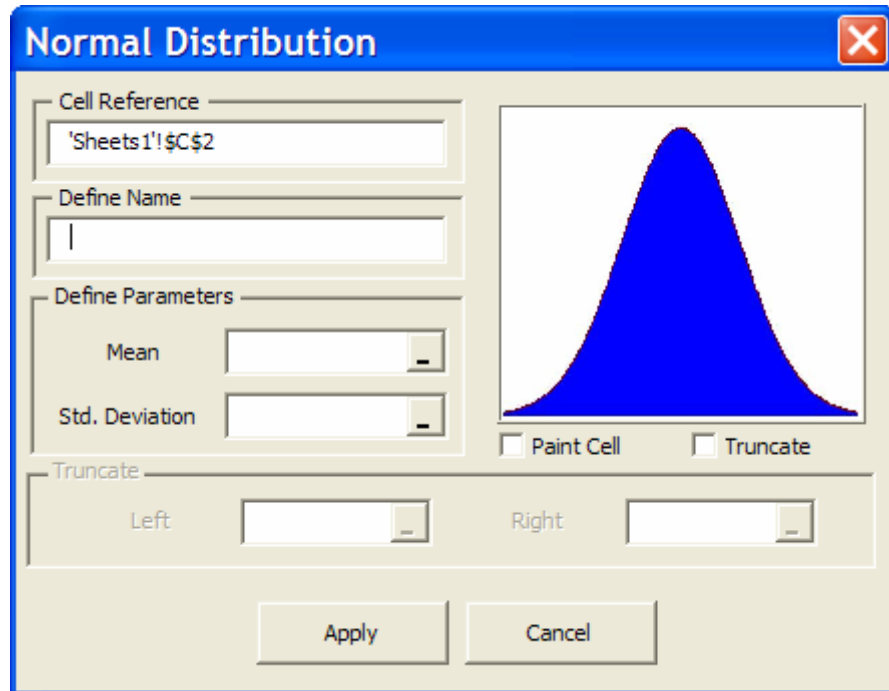 Normal Distribution
Cell Reference
'Sheets1'!$C$2
Define Name
Define Parameters
Mean
Std. Deviation
Paint Cell
Truncate
Truncate
Left
Right
Apply
Cancel